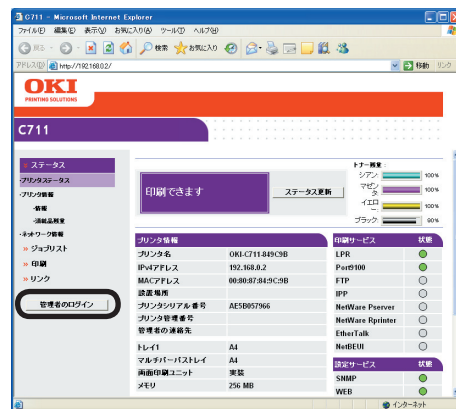 C711 - Microsoft Internet Explorer
ファイル(F) 編集(E) 表示(V) お気に入り(A) ツール(T) ヘルプ(H)
戻る 検索 お気に入り
アドレス(D) http://192.168.0.2/ 移動 リンク
OKI
PRINTING SOLUTIONS
C711
ステータス
・プリンタステータス
・プリンタ情報
-情報
-消耗品残量
・ネットワーク情報
» ジョブリスト
» 印刷
» リンク
管理者のログイン
印刷できます
ステータス更新
トナー残量:
シアン: 100%
マゼンタ: 100%
イエロー: 100%
ブラック: 90%
プリンタ情報
プリンタ名 OKI-C711-849C9B
IPv4アドレス 192.168.0.2
MACアドレス 00:80:87:84:9C:9B
設置場所
プリンタシリアル番号 AE5B057966
プリンタ管理番号
管理者の連絡先
トレイ1 A4
マルチパーパストレイ A4
両面印刷ユニット 実装
メモリ 256 MB
印刷サービス 状態
LPR
Port9100
FTP
IPP
NetWare Pserver
NetWare Rprinter
EtherTalk
NetBEUI
設定サービス 状態
SNMP
WEB
インターネット